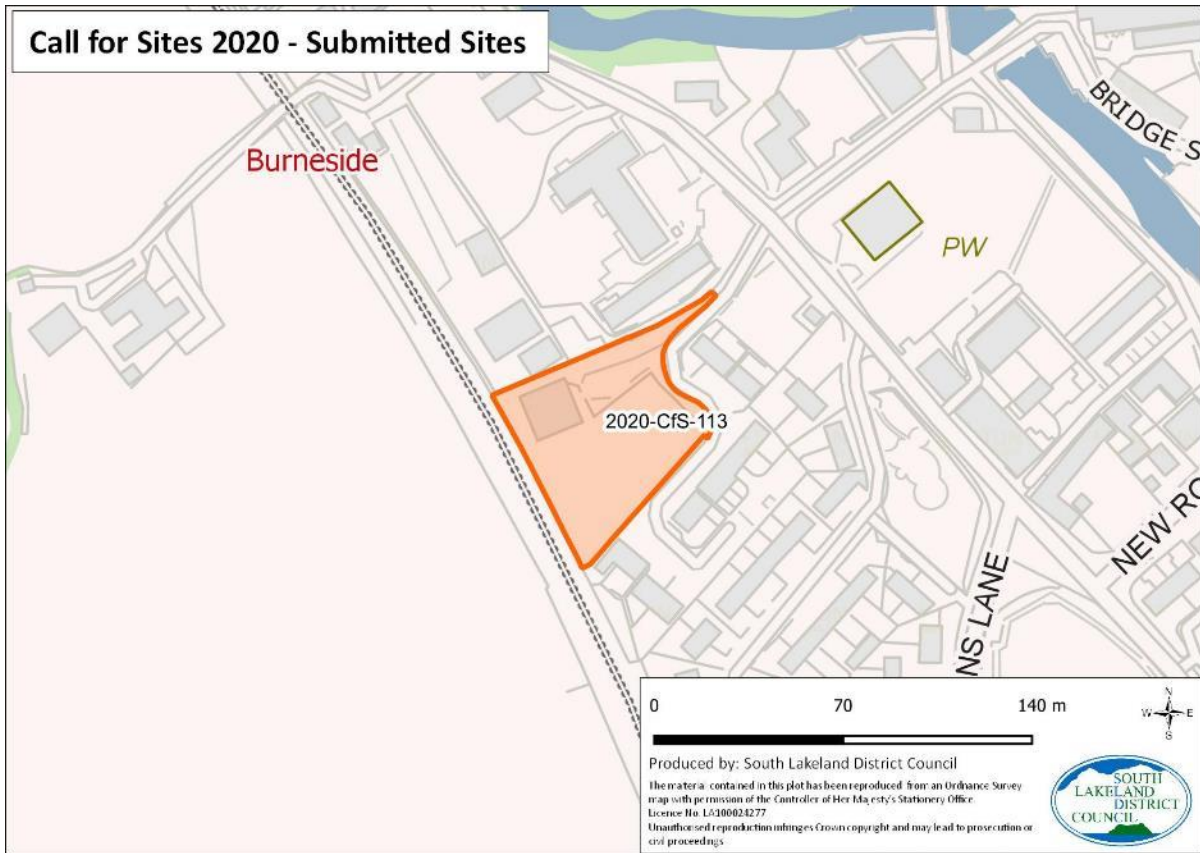 Call for Sites 2020 - Submitted Sites
BRIDGE S
Burneside
PW
2020-CfS-113
NEW RO
NS LANE
0 70 140 m
N
W E
S
Produced by: South Lakeland District Council
The material contained in this plot has been reproduced from an Ordnance Survey
map with permission of the Controller of Her Majesty's Stationery Office
Licence No. LA100024277
Unauthorised reproduction infringes Crown copyright and may lead to prosecution or
civil proceedings
SOUTH
LAKELAND
DISTRICT
COUNCIL